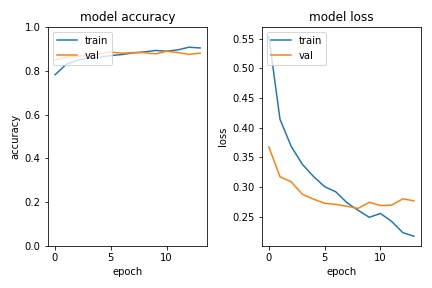 model accuracy
1.0
0.8
0.6
0.4
0.2
0.0
accuracy
train
val
0
5
10
epoch
model loss
0.55
0.50
0.45
0.40
0.35
0.30
0.25
loss
train
val
0
5
10
epoch